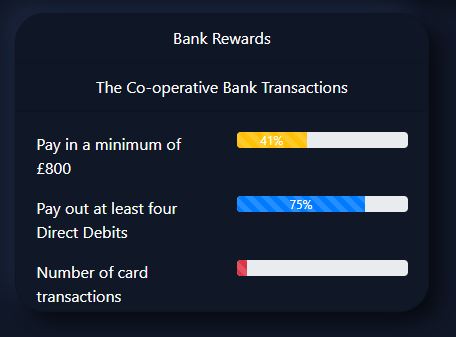 Bank Rewards
The Co-operative Bank Transactions
Pay in a minimum of
£800
41%
Pay out at least four
Direct Debits
75%
Number of card
transactions